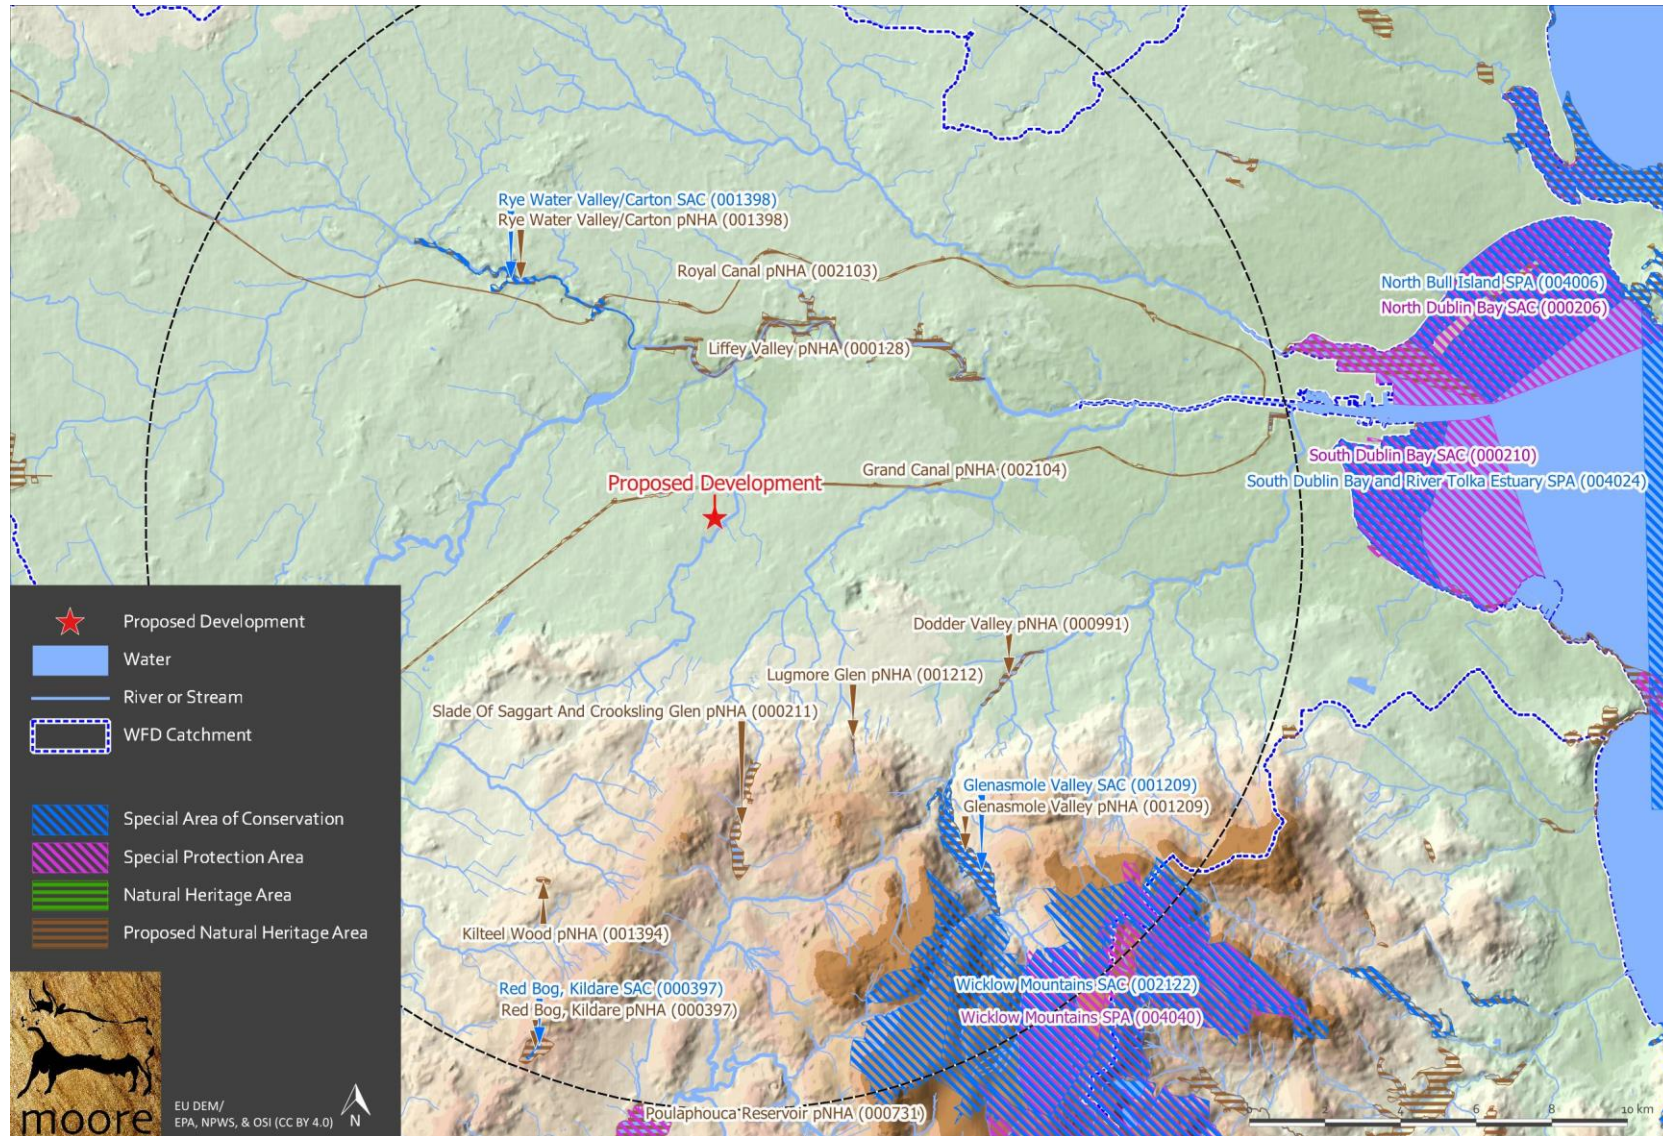 Rye Water Valley/Carton SAC (001398)
Rye Water Valley/Carton pNHA (001398)
Royal Canal pNHA (002103)
North Bull Island SPA (004006)
North Dublin Bay SAC (000206)
Liffey Valley pNHA (000128)
Grand Canal pNHA (002104)
South Dublin Bay SAC (000210)
South Dublin Bay and River Tolka Estuary SPA (004024)
Proposed Development
Dodder Valley pNHA (000991)
Lugmore Glen pNHA (001212)
Slade Of Saggart And Crooksling Glen pNHA (000211)
Glenasmole Valley SAC (001209)
Glenasmole Valley pNHA (001209)
Kilteel Wood pNHA (001394)
Red Bog, Kildare SAC (000397)
Red Bog, Kildare pNHA (000397)
Wicklow Mountains SAC (002122)
Wicklow Mountains SPA (004040)
Poulaphouca Reservoir pNHA (000731)
Proposed Development
Water
River or Stream
WFD Catchment
Special Area of Conservation
Special Protection Area
Natural Heritage Area
Proposed Natural Heritage Area
moore
EU DEM/
EPA, NPWS, & OSI (CC BY 4.0)
N
0 2 4 6 8 10 km